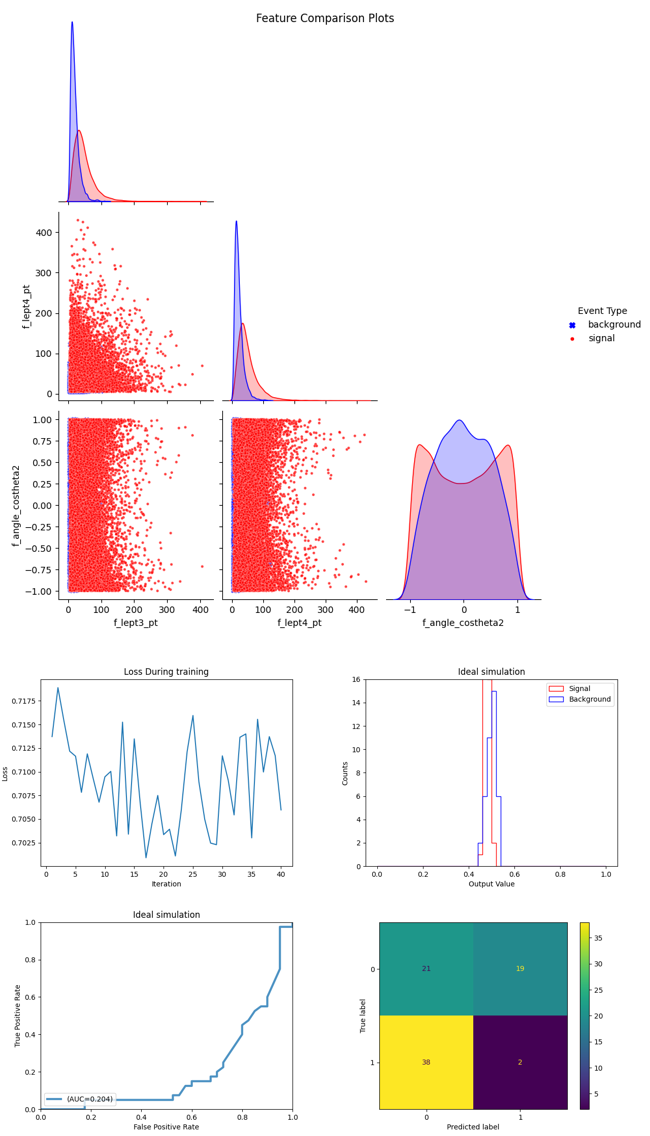 Feature Comparison Plots
f_lept4_pt
400
300
200
100
0
Event Type
background
signal
f_angle_costheta2
1.00
0.75
0.50
0.25
0.00
−0.25
−0.50
−0.75
−1.00
0 100 200 300 400
f_lept3_pt
0 100 200 300 400
f_lept4_pt
−1 0 1
f_angle_costheta2
Loss During training
Loss
0.7175
0.7150
0.7125
0.7100
0.7075
0.7050
0.7025
0 5 10 15 20 25 30 35 40
Iteration
Ideal simulation
Signal
Background
Counts
16
14
12
10
8
6
4
2
0
0.0 0.2 0.4 0.6 0.8 1.0
Output Value
Ideal simulation
True Positive Rate
1.0
0.8
0.6
0.4
0.2
0.0
(AUC=0.204)
0.0 0.2 0.4 0.6 0.8 1.0
False Positive Rate
True label
0
1
21 19
38 2
0 1
Predicted label
35
30
25
20
15
10
5